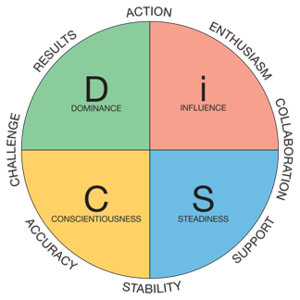 ACTION
RESULTS
ENTHUSIASM
D
DOMINANCE
i
INFLUENCE
CHALLENGE
COLLABORATION
C
CONSCIENTIOUSNESS
S
STEADINESS
ACCURACY
SUPPORT
STABILITY